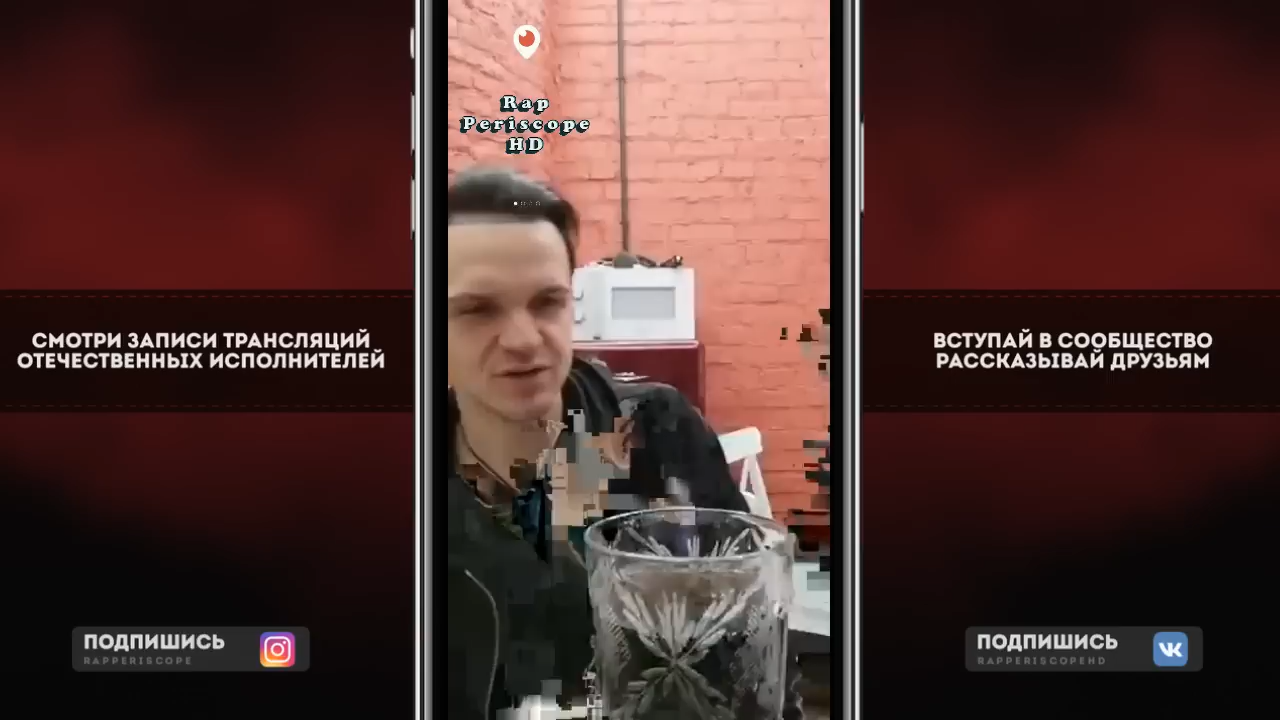 Rap
Periscope
HD
СМОТРИ ЗАПИСИ ТРАНСЛЯЦИЙ
ОТЕЧЕСТВЕННЫХ ИСПОЛНИТЕЛЕЙ
ВСТУПАЙ В СООБЩЕСТВО
РАССКАЗЫВАЙ ДРУЗЬЯМ
ПОДПИШИСЬ
RAPPERISCOPE
ПОДПИШИСЬ
RAPPERISCOPEHD